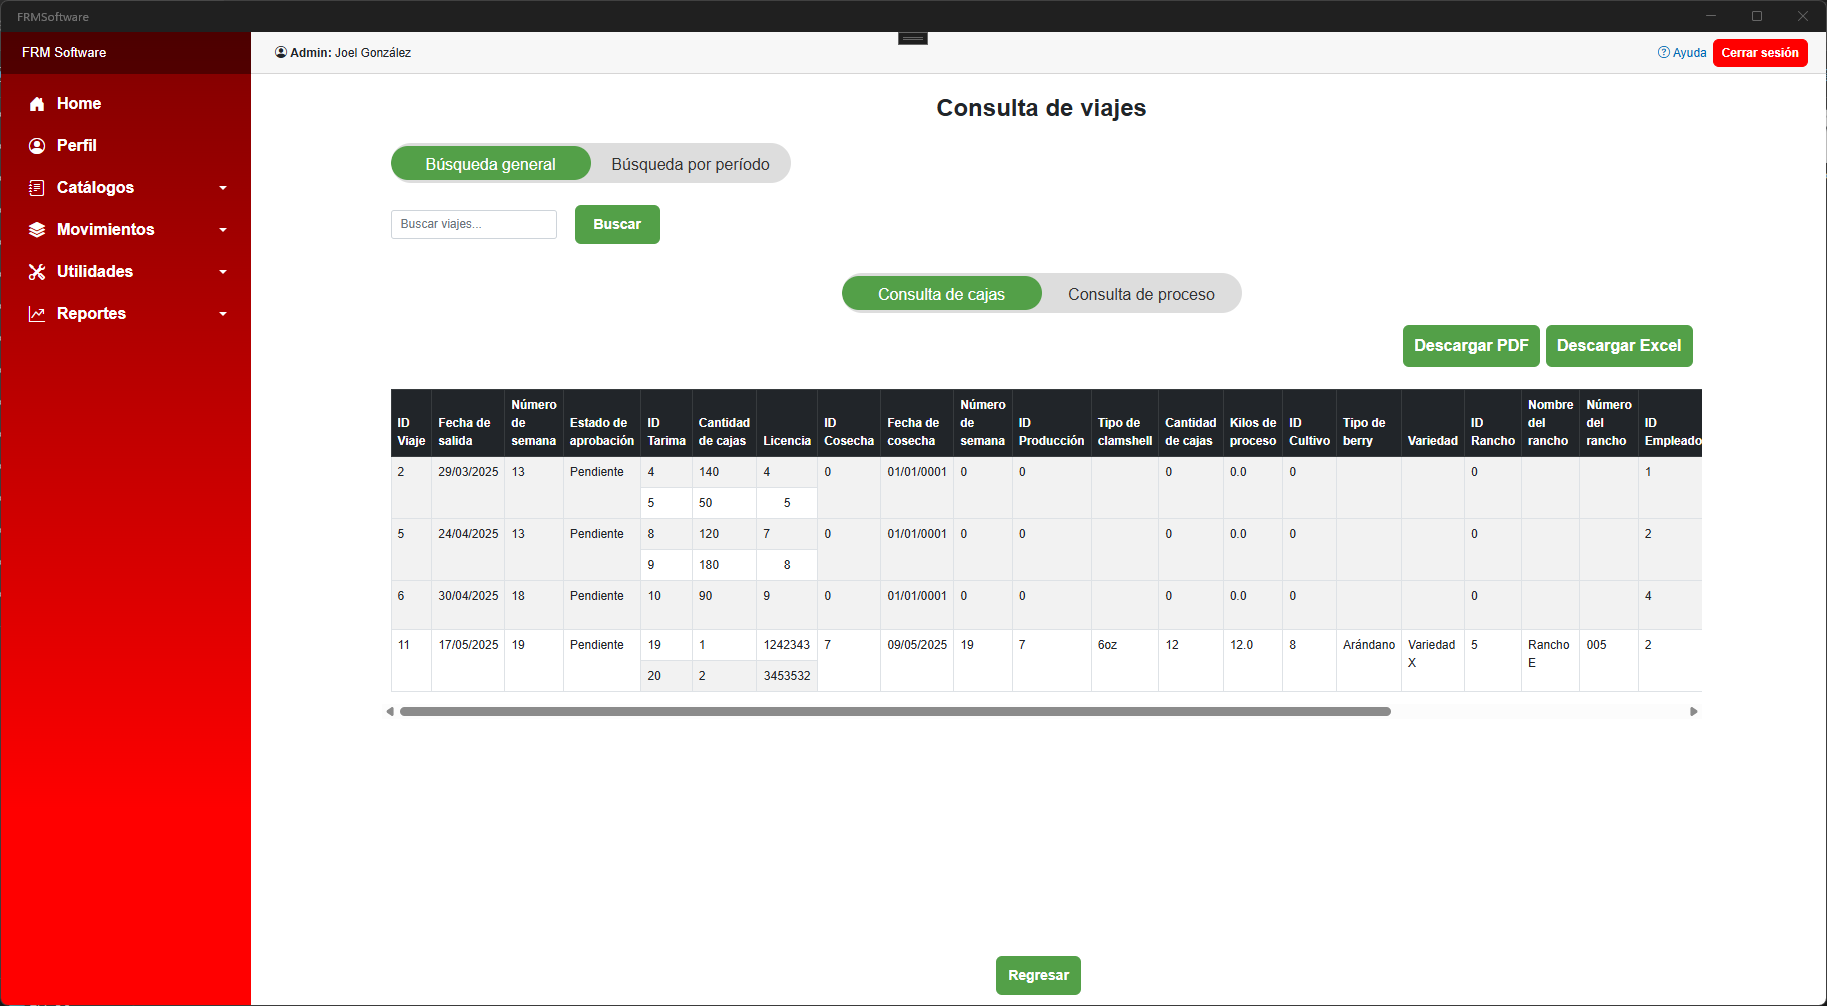 FRMSoftware
FRM Software
Admin: Joel González
Ayuda
Cerrar sesión
Home
Perfil
Catálogos
Movimientos
Utilidades
Reportes
Consulta de viajes
Búsqueda general
Búsqueda por período
Buscar viajes...
Buscar
Consulta de cajas
Consulta de proceso
Descargar PDF
Descargar Excel
ID Viaje Fecha de salida Número de semana Estado de aprobación ID Tarima Cantidad de cajas Licencia ID Cosecha Fecha de cosecha Número de semana ID Producción Tipo de clamshell Cantidad de cajas Kilos de proceso ID Cultivo Tipo de berry Variedad ID Rancho Nombre del rancho Número del rancho ID Empleado
2 29/03/2025 13 Pendiente 4 140 4 0 01/01/0001 0 0 0 0.0 0 0 1
5 50 5
5 24/04/2025 13 Pendiente 8 120 7 0 01/01/0001 0 0 0 0.0 0 0 2
9 180 8
6 30/04/2025 18 Pendiente 10 90 9 0 01/01/0001 0 0 0 0.0 0 0 4
11 17/05/2025 19 Pendiente 19 1 1242343 7 09/05/2025 19 7 6oz 12 12.0 8 Arándano Variedad X 5 Rancho E 005 2
20 2 3453532
Regresar